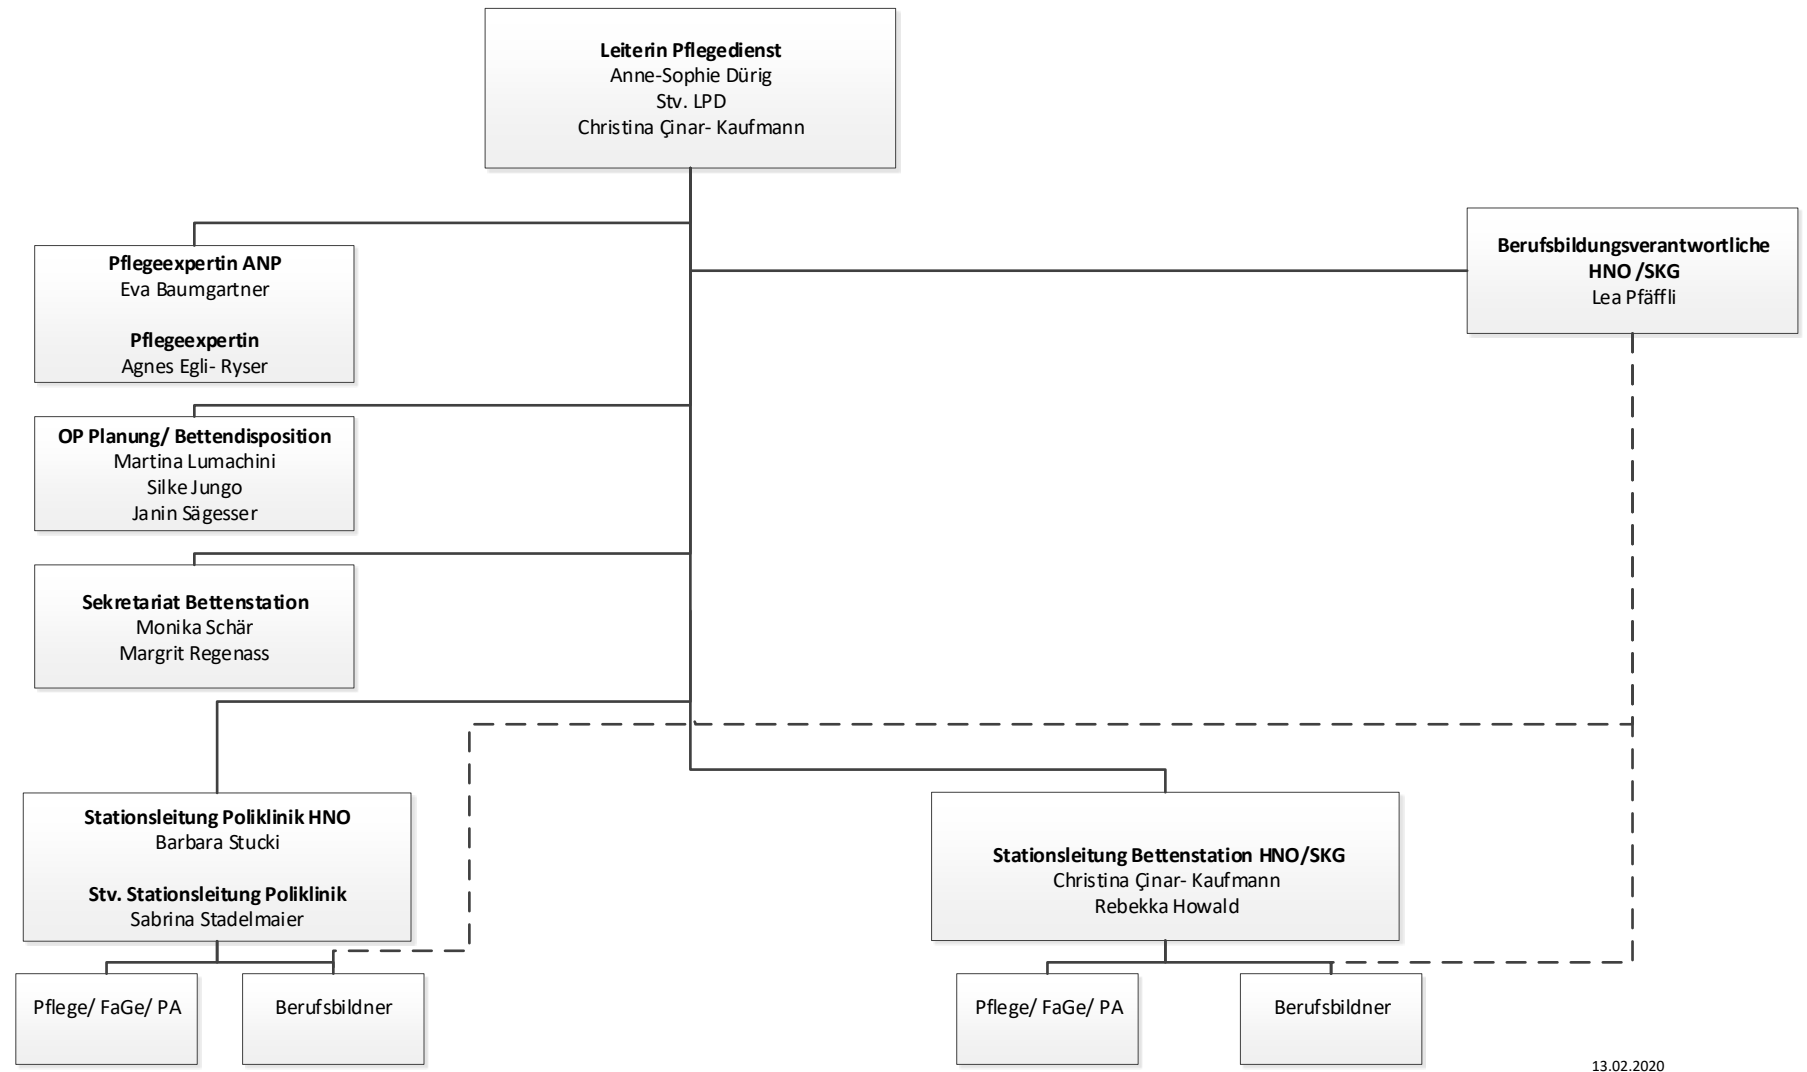 Leiterin Pflegedienst
Anne-Sophie Dürig
Stv. LPD
Christina Çinar- Kaufmann
Berufsbildungsverantwortliche
HNO /SKG
Lea Pfäffli
Pflegeexpertin ANP
Eva Baumgartner
Pflegeexpertin
Agnes Egli- Ryser
OP Planung/ Bettendisposition
Martina Lumachini
Silke Jungo
Janin Sägesser
Sekretariat Bettenstation
Monika Schär
Margrit Regenass
Stationsleitung Poliklinik HNO
Barbara Stucki
Stv. Stationsleitung Poliklinik
Sabrina Stadelmaier
Stationsleitung Bettenstation HNO/SKG
Christina Çinar- Kaufmann
Rebekka Howald
Pflege/ FaGe/ PA
Berufsbildner
Pflege/ FaGe/ PA
Berufsbildner
13.02.2020